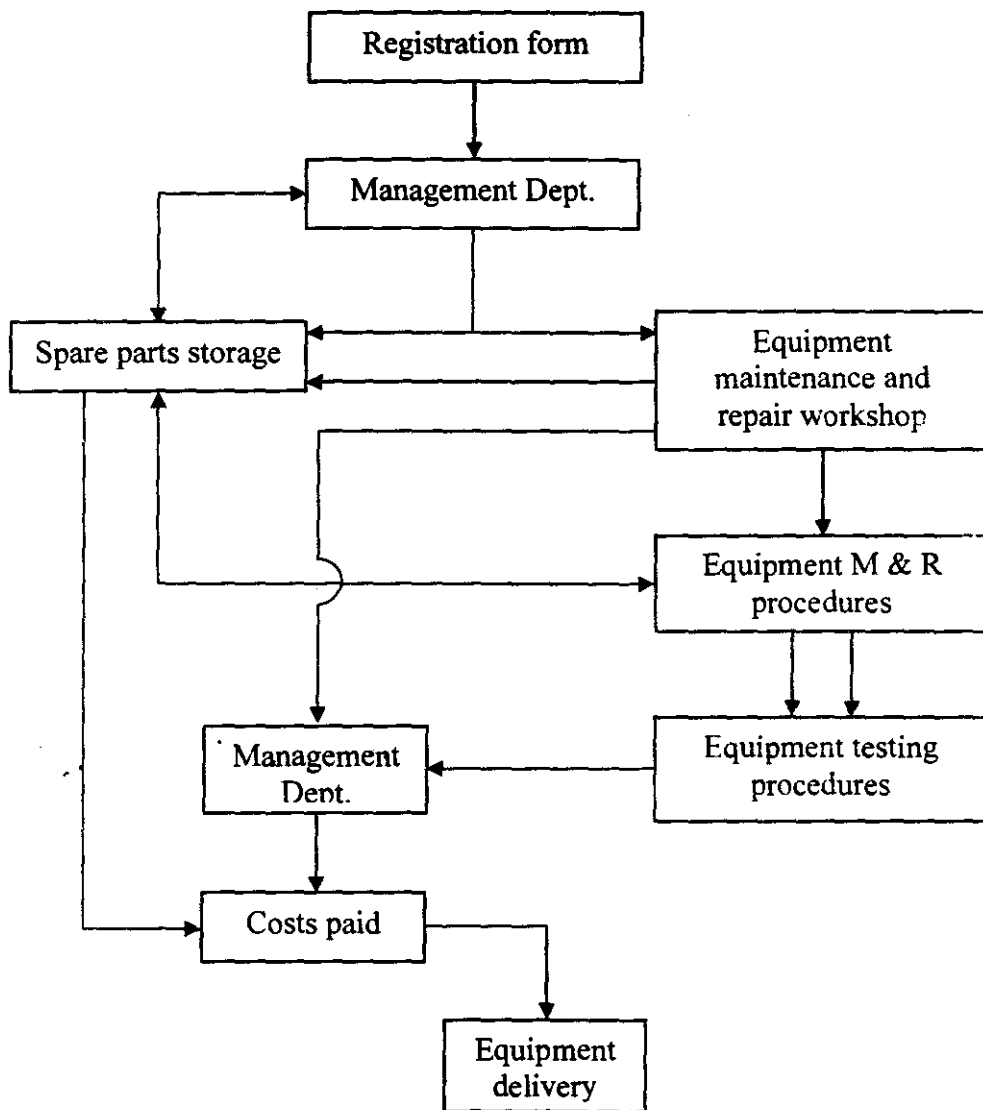 Registration form
Management Dept.
Spare parts storage
Equipment
maintenance and
repair workshop
Equipment M & R
procedures
Management
Dept.
Equipment testing
procedures
Costs paid
Equipment
delivery